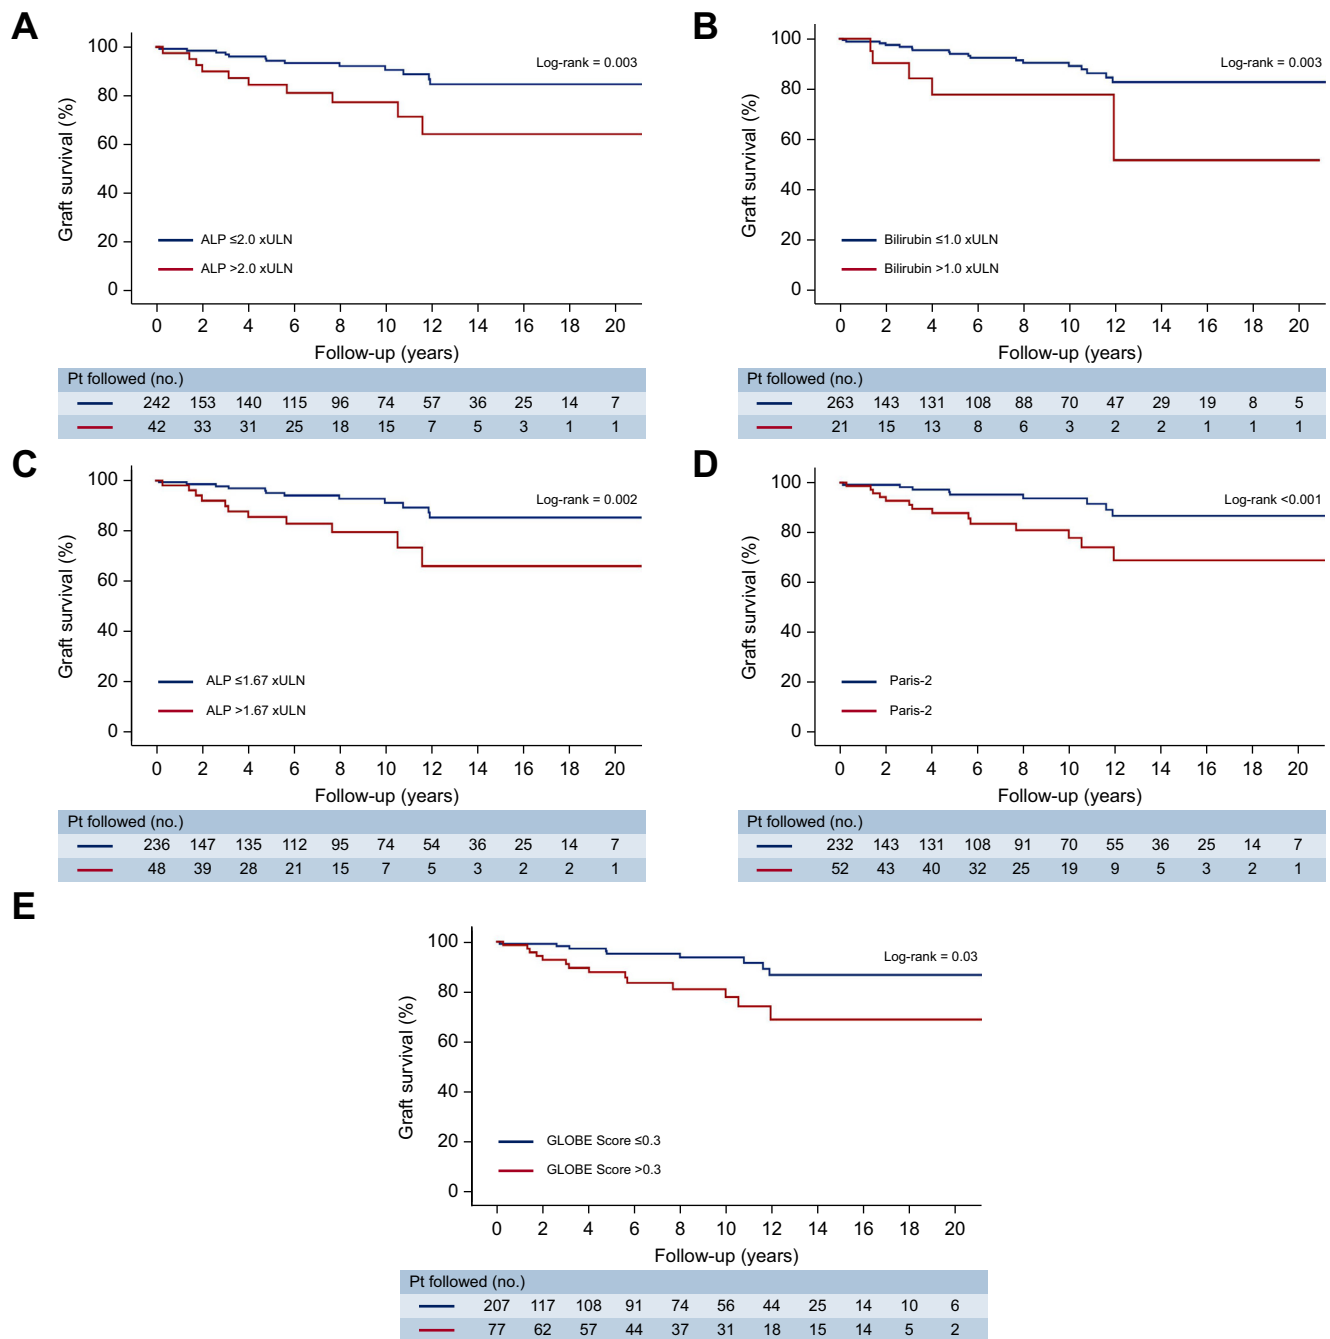 A
100
80
60
40
20
0
Graft survival (%)
Log-rank = 0.003
ALP ≤2.0 xULN
ALP >2.0 xULN
0 2 4 6 8 10 12 14 16 18 20
Follow-up (years)
Pt followed (no.)
242 153 140 115 96 74 57 36 25 14 7
42 33 31 25 18 15 7 5 3 1 1
B
100
80
60
40
20
0
Graft survival (%)
Log-rank = 0.003
Bilirubin ≤1.0 xULN
Bilirubin >1.0 xULN
0 2 4 6 8 10 12 14 16 18 20
Follow-up (years)
Pt followed (no.)
263 143 131 108 88 70 47 29 19 8 5
21 15 13 8 6 3 2 2 1 1 1
C
100
80
60
40
20
0
Graft survival (%)
Log-rank = 0.002
ALP ≤1.67 xULN
ALP >1.67 xULN
0 2 4 6 8 10 12 14 16 18 20
Follow-up (years)
Pt followed (no.)
236 147 135 112 95 74 54 36 25 14 7
48 39 28 21 15 7 5 3 2 2 1
D
100
80
60
40
20
0
Graft survival (%)
Log-rank <0.001
Paris-2
Paris-2
0 2 4 6 8 10 12 14 16 18 20
Follow-up (years)
Pt followed (no.)
232 143 131 108 91 70 55 36 25 14 7
52 43 40 32 25 19 9 5 3 2 1
E
100
80
60
40
20
0
Graft survival (%)
Log-rank = 0.03
GLOBE Score ≤0.3
GLOBE Score >0.3
0 2 4 6 8 10 12 14 16 18 20
Follow-up (years)
Pt followed (no.)
207 117 108 91 74 56 44 25 14 10 6
77 62 57 44 37 31 18 15 14 5 2